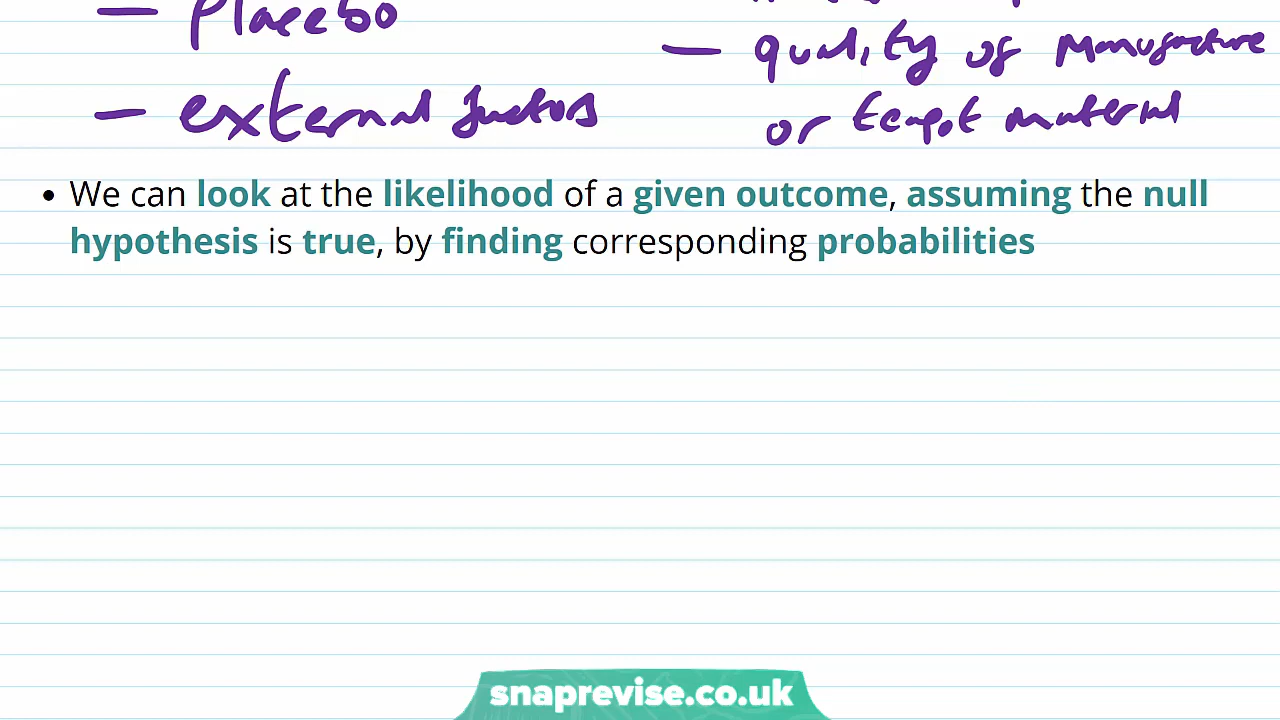 — Placebo
— quality of Manufacture
— external factors
or teapot material
• We can look at the likelihood of a given outcome, assuming the null
hypothesis is true, by finding corresponding probabilities
snaprevise.co.uk